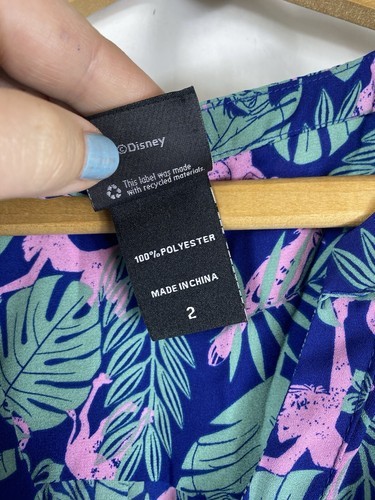 ©Disney
This label was made
with recycled materials.
100% POLYESTER
MADE IN CHINA
2